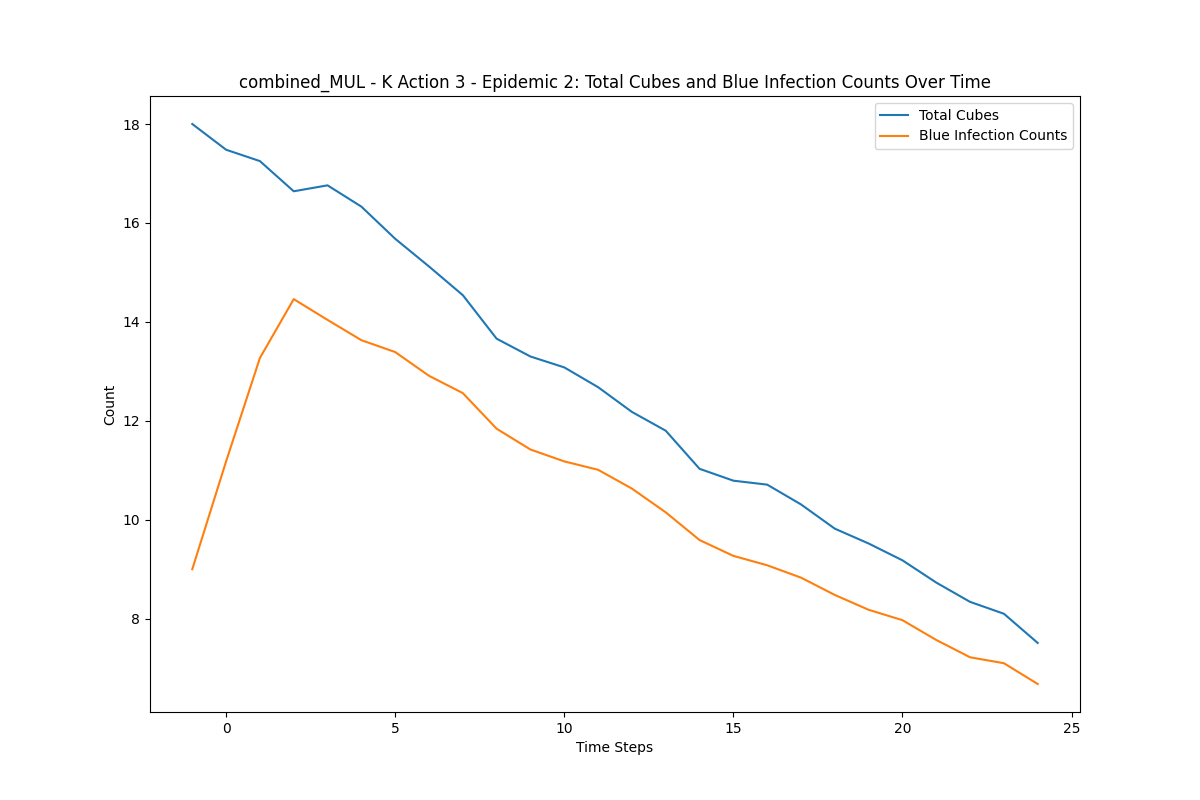 combined_MUL - K Action 3 - Epidemic 2: Total Cubes and Blue Infection Counts Over Time
Total Cubes
Blue Infection Counts
18
16
14
12
10
8
Count
0
5
10
15
20
25
Time Steps